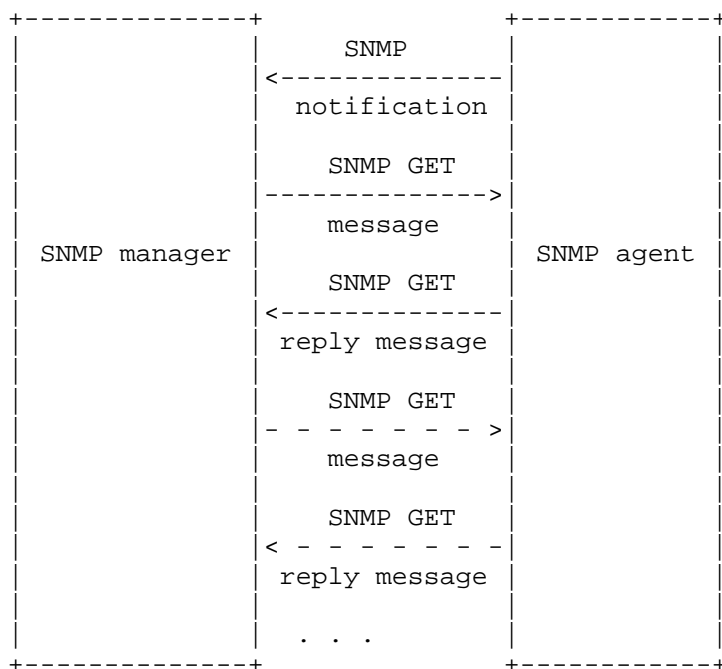 SNMP
notification
SNMP GET
message
SNMP manager SNMP agent
SNMP GET
reply message
SNMP GET
message
SNMP GET
reply message
. . .